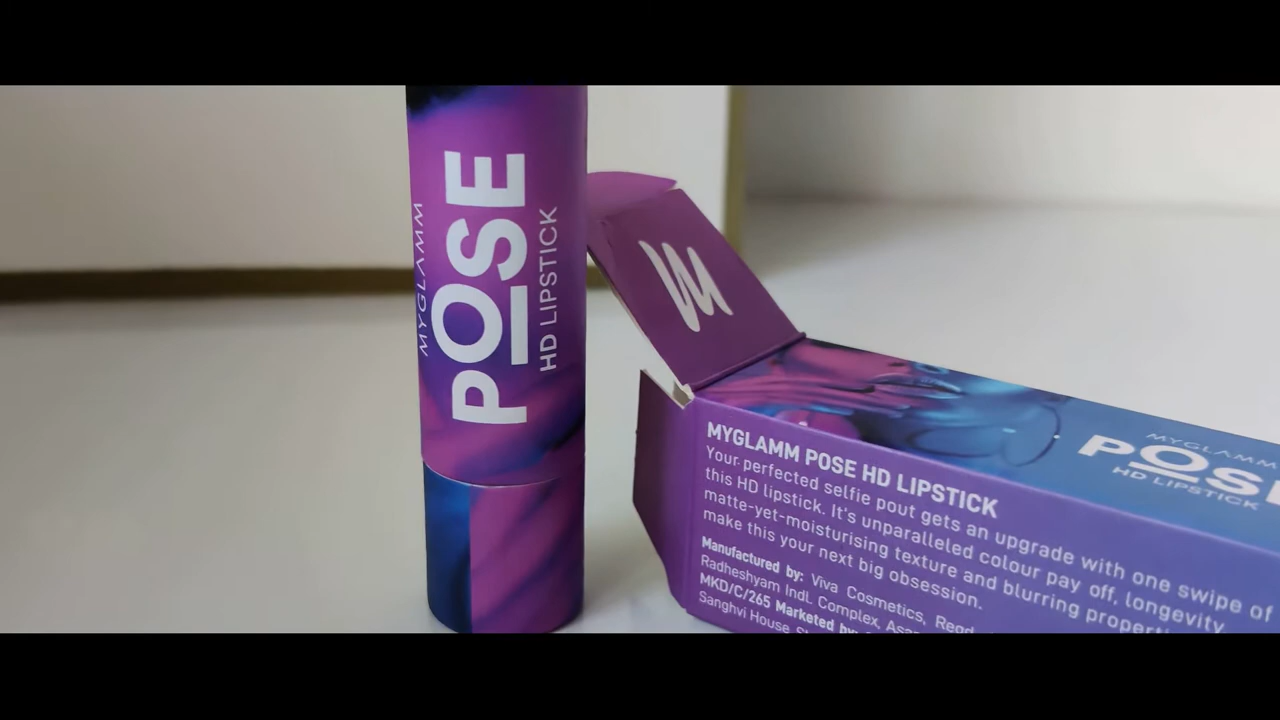 MYGLAMM
POSE
HD LIPSTICK
MYGLAMM
POSE
HD LIPSTICK
MYGLAMM POSE HD LIPSTICK
Your perfected selfie pout gets an upgrade with one swipe of
this HD lipstick. It's unparalleled colour pay off, longevity,
matte-yet-moisturising texture and blurring
make this your next big obsession.
Manufactured by: Viva Cosmetics, Regd
Radheshyam Indl. Complex,
MKD/C/265 Marketed by:
Sanghvi House,